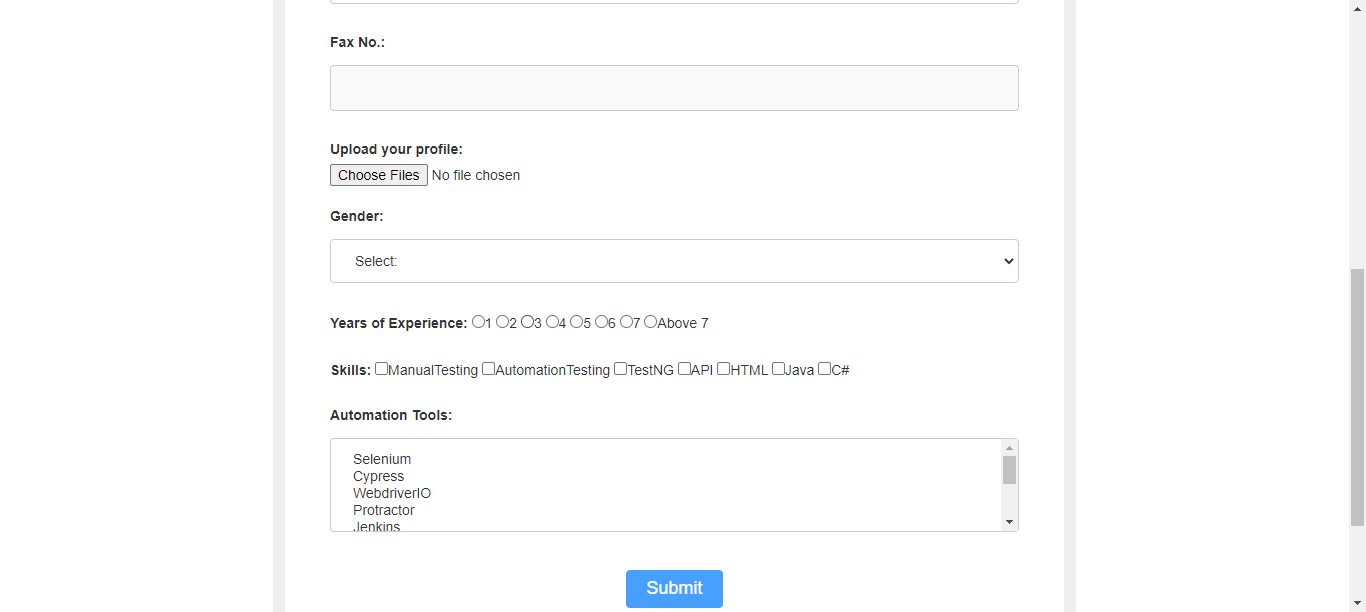 Fax No.:
Upload your profile:
Choose Files No file chosen
Gender:
Select:
Years of Experience: 1 2 3 4 5 6 7 Above 7
Skills: ManualTesting AutomationTesting TestNG API HTML Java C#
Automation Tools:
Selenium
Cypress
WebdriverIO
Protractor
Jenkins
Submit